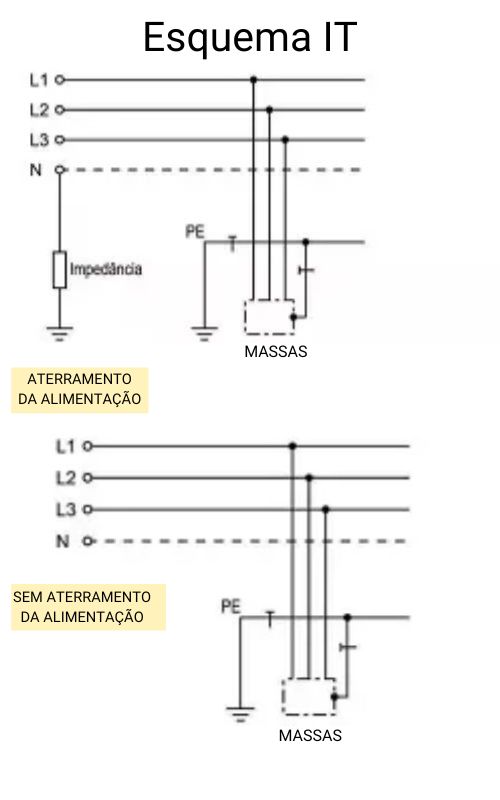 Esquema IT
L1
L2
L3
N
PE
Impedância
MASSAS
ATERRAMENTO
DA ALIMENTAÇÃO
L1
L2
L3
N
SEM ATERRAMENTO
DA ALIMENTAÇÃO
PE
MASSAS